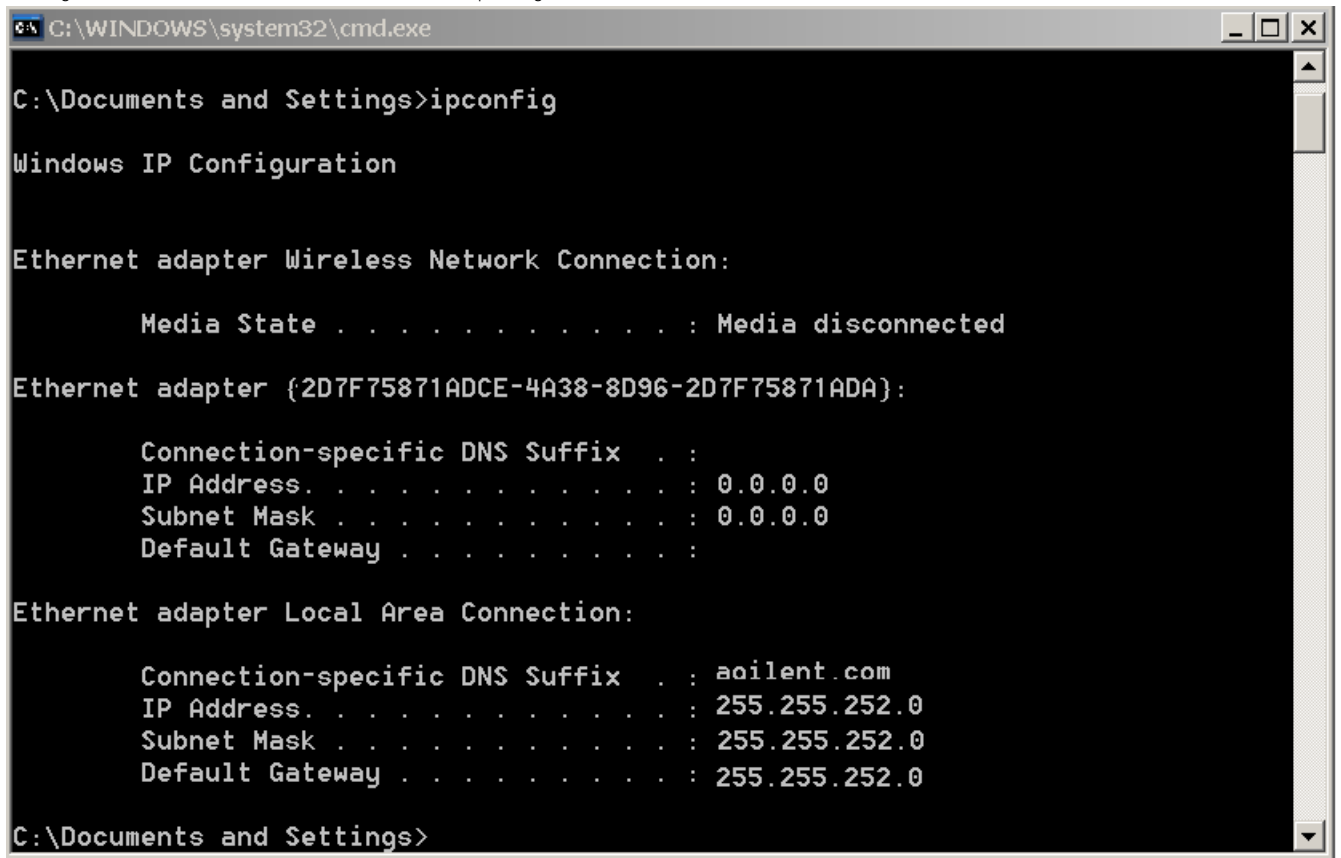 C:\WINDOWS\system32\cmd.exe
C:\Documents and Settings>ipconfig
Windows IP Configuration
Ethernet adapter Wireless Network Connection:
Media State . . . . . . . . . . . : Media disconnected
Ethernet adapter {2D7F75871ADCE-4A38-8D96-2D7F75871ADA}:
Connection-specific DNS Suffix . :
IP Address. . . . . . . . . . . . : 0.0.0.0
Subnet Mask . . . . . . . . . . . : 0.0.0.0
Default Gateway . . . . . . . . . :
Ethernet adapter Local Area Connection:
Connection-specific DNS Suffix . : agilent.com
IP Address. . . . . . . . . . . . : 255.255.252.0
Subnet Mask . . . . . . . . . . . : 255.255.252.0
Default Gateway . . . . . . . . . : 255.255.252.0
C:\Documents and Settings>